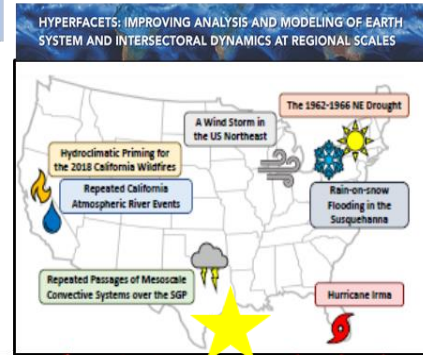 HYPERFACETS: IMPROVING ANALYSIS AND MODELING OF EARTH
SYSTEM AND INTERSECTORAL DYNAMICS AT REGIONAL SCALES
The 1962-1966 NE Drought
A Wind Storm in
the US Northeast
Hydroclimatic Priming for
the 2018 California Wildfires
Repeated California
Atmospheric River Events
Rain-on-snow
Flooding in the
Susquehanna
Repeated Passages of Mesoscale
Convective Systems over the SGP
Hurricane Irma